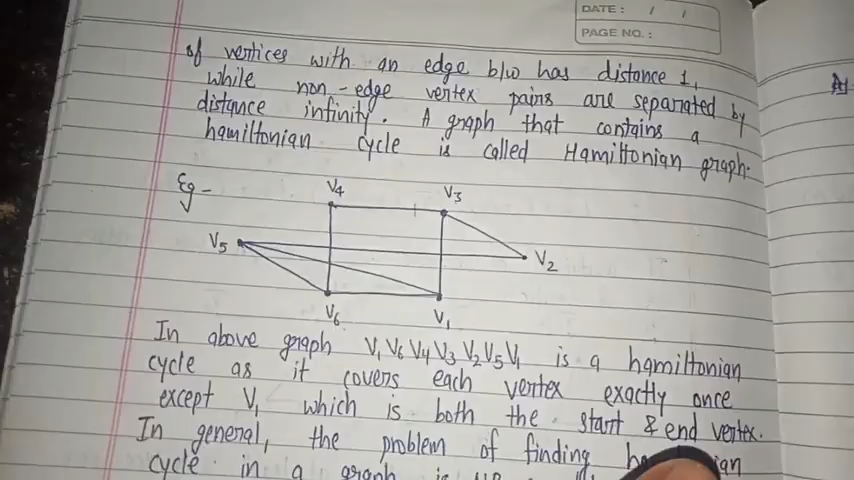 DATE: / /
PAGE NO.:
of vertices with an edge b/w has distance 1,
while non-edge vertex pairs are separated by
distance infinity. A graph that contains a
hamiltonian cycle is called Hamiltonian graph.
Eg-
V4
V3
V5
V2
V6
V1
In above graph V1 V6 V4 V3 V2 V5 V1 is a hamiltonian
cycle as it covers each vertex exactly once
except V1 which is both the start & end vertex.
In general, the problem of finding
cycle in a graph is